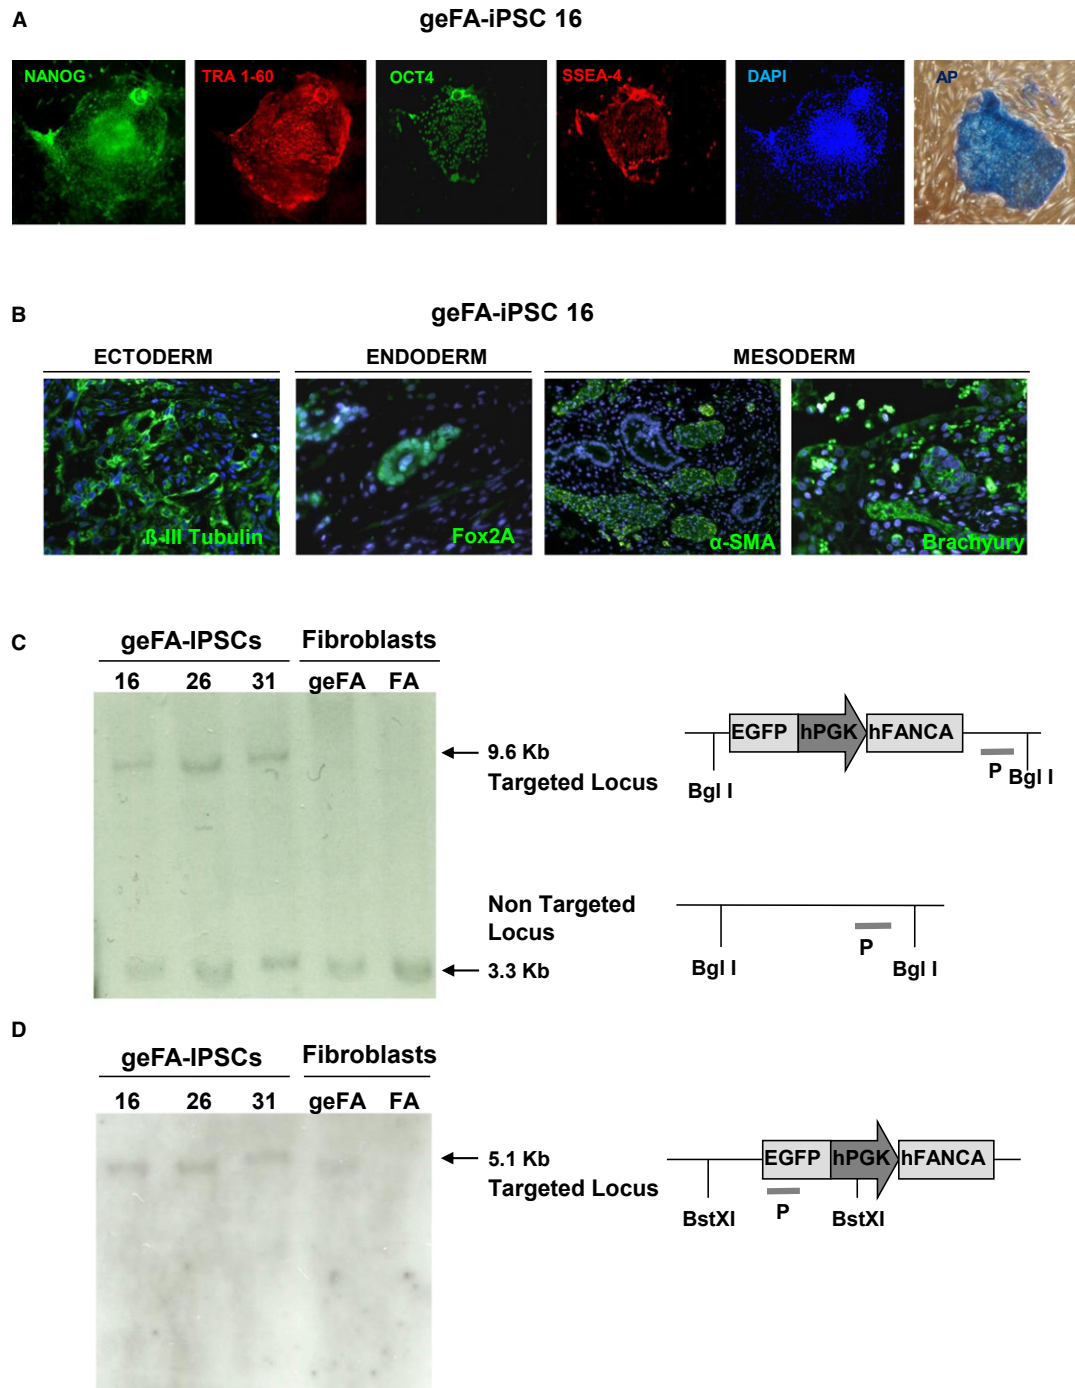 A
geFA-iPSC 16
NANOG
TRA 1-60
OCT4
SSEA-4
DAPI
AP
B
geFA-iPSC 16
ECTODERM
ENDODERM
MESODERM
ß-III Tubulin
Fox2A
α-SMA
Brachyury
C
geFA-IPSCs
Fibroblasts
16 26 31 geFA FA
9.6 Kb
Targeted Locus
EGFP hPGK hFANCA
Bgl I
P
Bgl I
Non Targeted
Locus
3.3 Kb
Bgl I
P
Bgl I
D
geFA-IPSCs
Fibroblasts
16 26 31 geFA FA
5.1 Kb
Targeted Locus
EGFP hPGK hFANCA
BstXI
P
BstXI